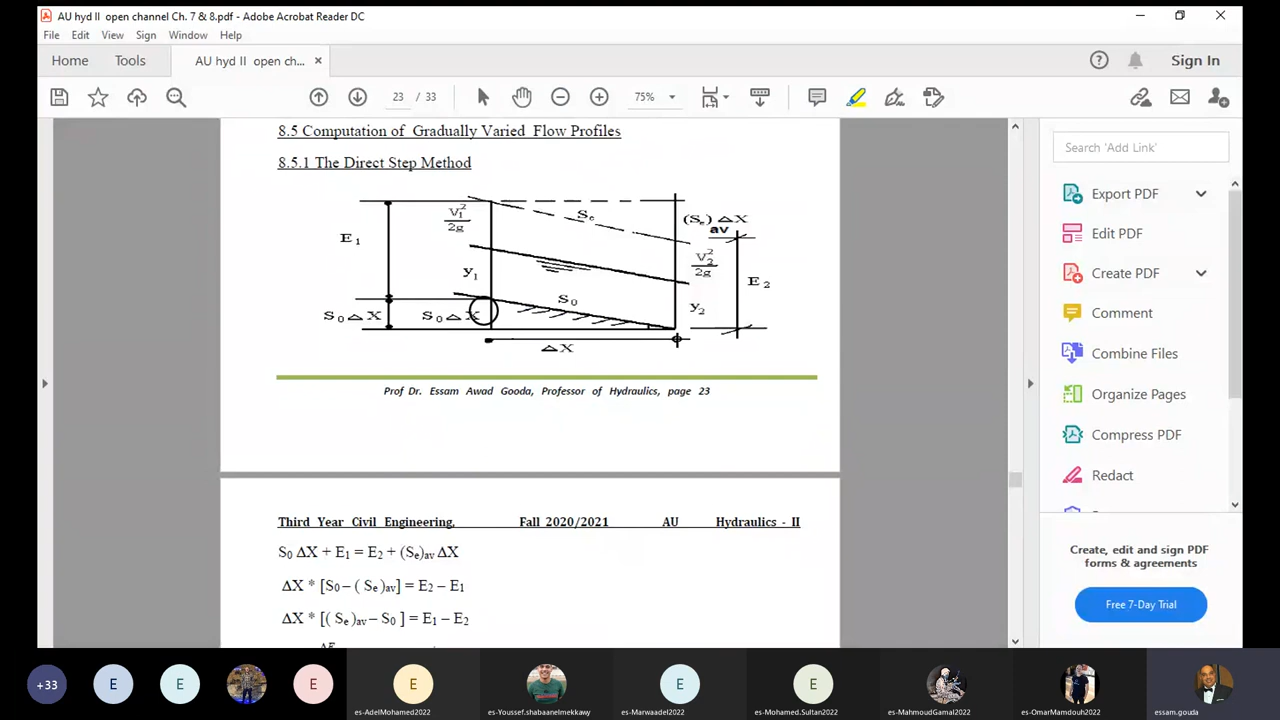 AU hyd II open channel Ch. 7 & 8.pdf - Adobe Acrobat Reader DC
File Edit View Sign Window Help
Home Tools AU hyd II open ch... × Sign In
23 / 33 75%
8.5 Computation of Gradually Varied Flow Profiles
8.5.1 The Direct Step Method
E₁
V₁²/2g
Sₑ
(Sₑ) ΔX
av
y₁
V₂²/2g
E₂
S₀
y₂
S₀ ΔX
S₀ ΔX
ΔX
Prof Dr. Essam Awad Gooda, Professor of Hydraulics, page 23
Third Year Civil Engineering, Fall 2020/2021 AU Hydraulics - II
S₀ ΔX + E₁ = E₂ + (Sₑ)av ΔX
ΔX * [S₀ – ( Sₑ )av] = E₂ – E₁
ΔX * [( Sₑ )av – S₀ ] = E₁ – E₂
Search 'Add Link'
Export PDF
Edit PDF
Create PDF
Comment
Combine Files
Organize Pages
Compress PDF
Redact
Create, edit and sign PDF
forms & agreements
Free 7-Day Trial
+33 E E E E E E
es-AdelMohamed2022 es-Youssef.shabaanelmekkawy es-Marwaadel2022 es-Mohamed.Sultan2022 es-MahmoudGamal2022 es-OmarMamdouh2022 essam.gouda